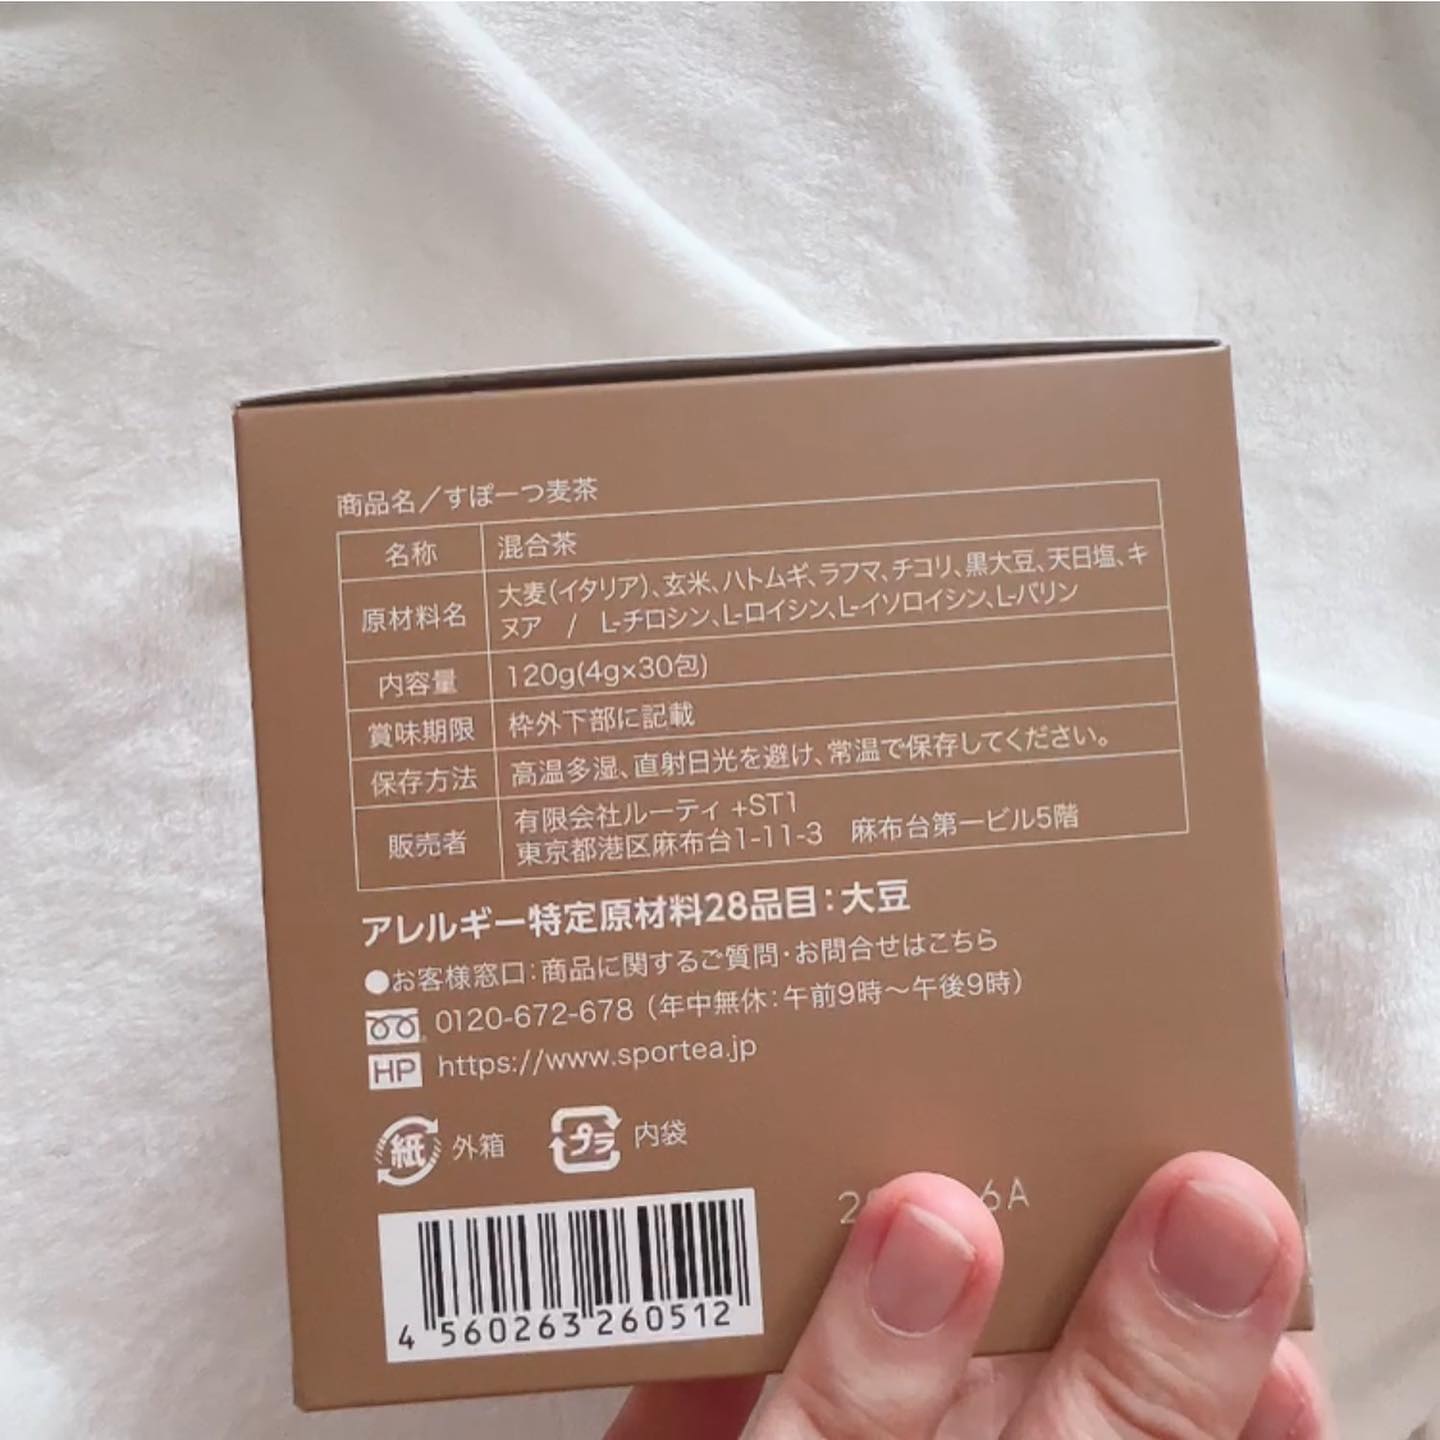 商品名/すぽーつ麦茶
名称 混合茶
原材料名 大麦(イタリア)、玄米、ハトムギ、ラフマ、チコリ、黒大豆、天日塩、キ
ヌア / L-チロシン、L-ロイシン、L-イソロイシン、L-バリン
内容量 120g(4g×30包)
賞味期限 枠外下部に記載
保存方法 高温多湿、直射日光を避け、常温で保存してください。
販売者 有限会社ルーティ +ST1
東京都港区麻布台1-11-3 麻布台第一ビル5階
アレルギー特定原材料28品目:大豆
●お客様窓口:商品に関するご質問・お問合せはこちら
0120-672-678 (年中無休:午前9時〜午後9時)
HP https://www.sportea.jp
紙 外箱 プラ 内袋
4 560263 260512